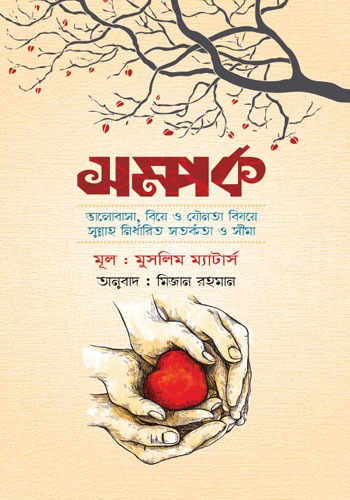 সম্পর্ক
ভালোবাসা, বিয়ে ও যৌনতা বিষয়ে
সুন্নাহ নির্ধারিত সতর্কতা ও সীমা
মূল : মুসলিম ম্যাটার্স
অনুবাদ : মিজান রহমান